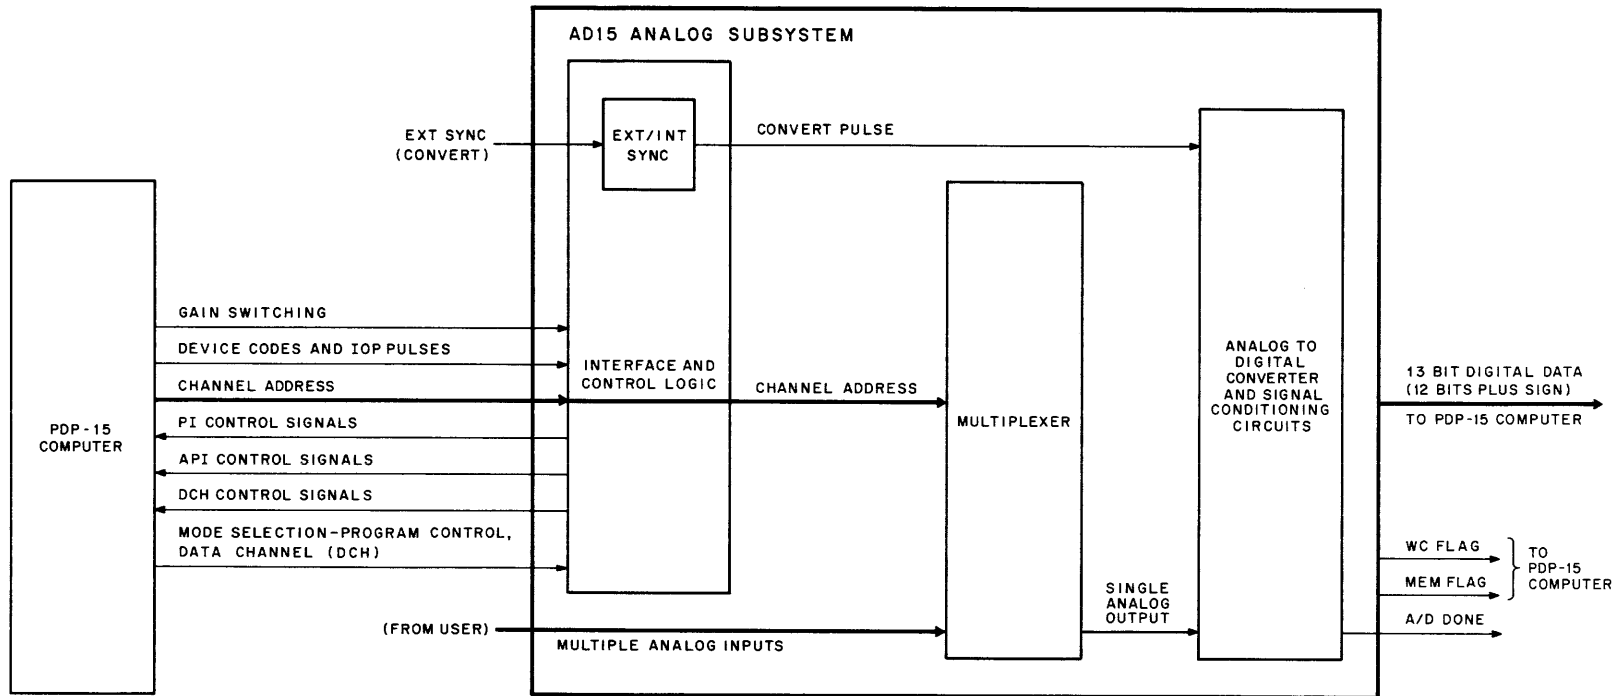 AD15 ANALOG SUBSYSTEM
EXT SYNC
(CONVERT)
EXT/INT
SYNC
CONVERT PULSE
GAIN SWITCHING
DEVICE CODES AND IOP PULSES
CHANNEL ADDRESS
PI CONTROL SIGNALS
API CONTROL SIGNALS
DCH CONTROL SIGNALS
MODE SELECTION-PROGRAM CONTROL,
DATA CHANNEL (DCH)
PDP-15
COMPUTER
INTERFACE AND
CONTROL LOGIC
CHANNEL ADDRESS
MULTIPLEXER
ANALOG TO
DIGITAL
CONVERTER
AND SIGNAL
CONDITIONING
CIRCUITS
13 BIT DIGITAL DATA
(12 BITS PLUS SIGN)
TO PDP-15 COMPUTER
WC FLAG
MEM FLAG
TO
PDP-15
COMPUTER
A/D DONE
SINGLE
ANALOG
OUTPUT
(FROM USER)
MULTIPLE ANALOG INPUTS